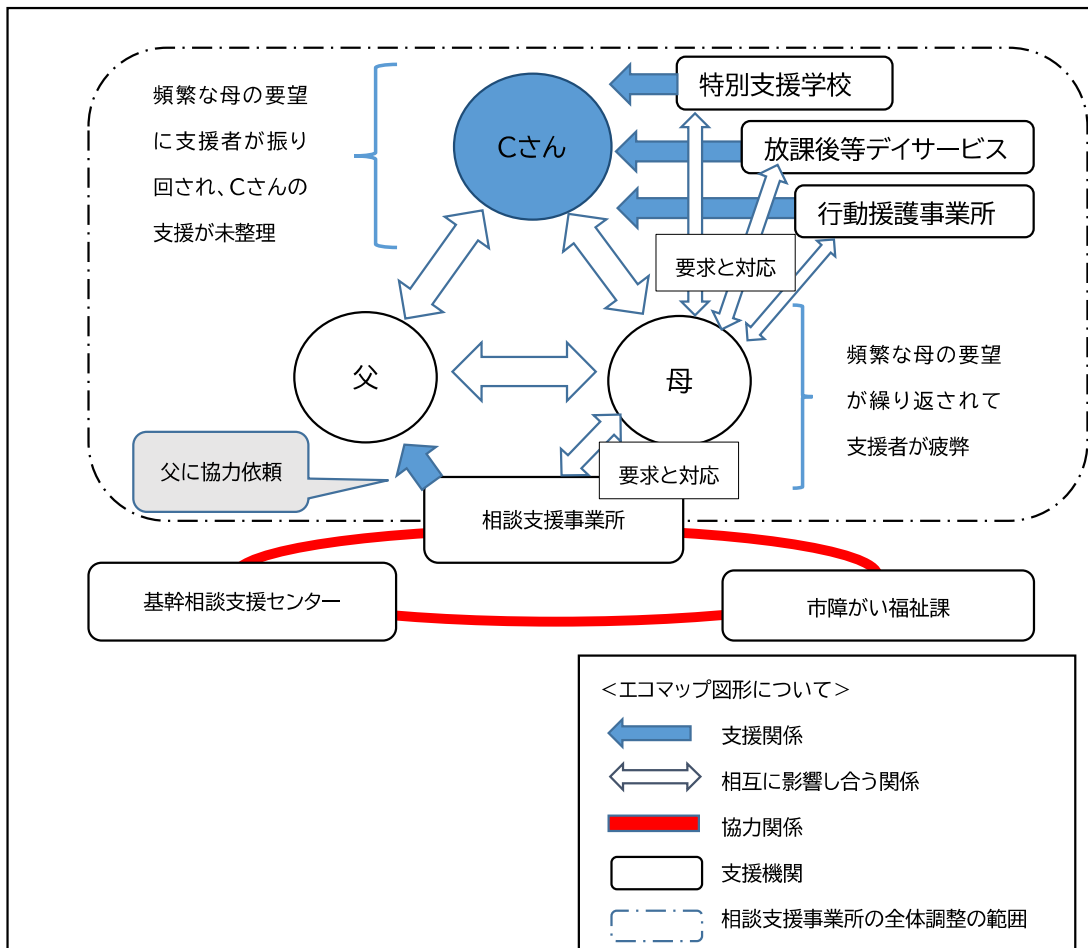 頻繁な母の要望
に支援者が振り
回され、Cさんの
支援が未整理
Cさん
特別支援学校
放課後等デイサービス
行動援護事業所
要求と対応
父
母
頻繁な母の要望
が繰り返されて
支援者が疲弊
父に協力依頼
要求と対応
相談支援事業所
基幹相談支援センター
市障がい福祉課
＜エコマップ図形について＞
支援関係
相互に影響し合う関係
協力関係
支援機関
相談支援事業所の全体調整の範囲